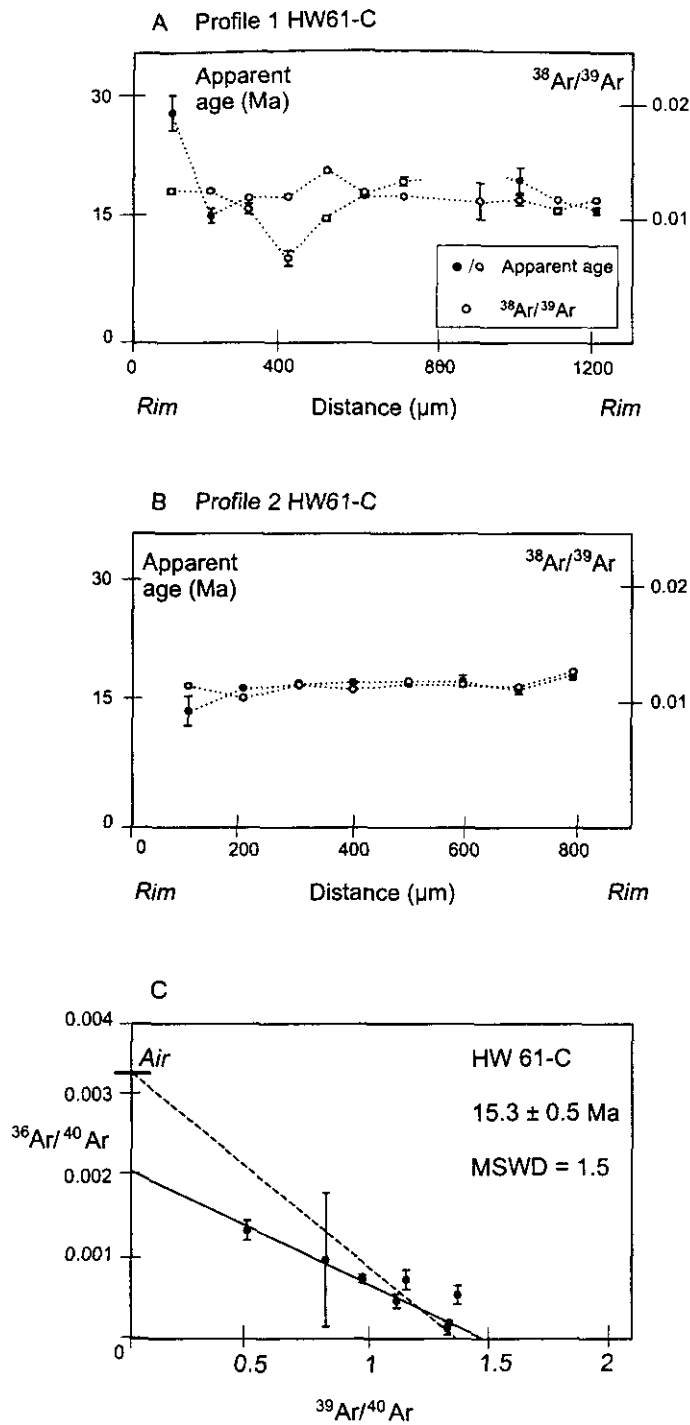 A Profile 1 HW61-C
Apparent
age (Ma)
³⁸Ar/³⁹Ar
30
15
0
0.02
0.01
●/○ Apparent age
○ ³⁸Ar/³⁹Ar
0 400 800 1200
Rim Distance (µm) Rim
B Profile 2 HW61-C
Apparent
age (Ma)
³⁸Ar/³⁹Ar
30
15
0
0.02
0.01
0 200 400 600 800
Rim Distance (µm) Rim
C
0.004
Air
0.003
³⁶Ar/⁴⁰Ar
0.002
0.001
0
HW 61-C
15.3 ± 0.5 Ma
MSWD = 1.5
0.5 1 1.5 2
³⁹Ar/⁴⁰Ar